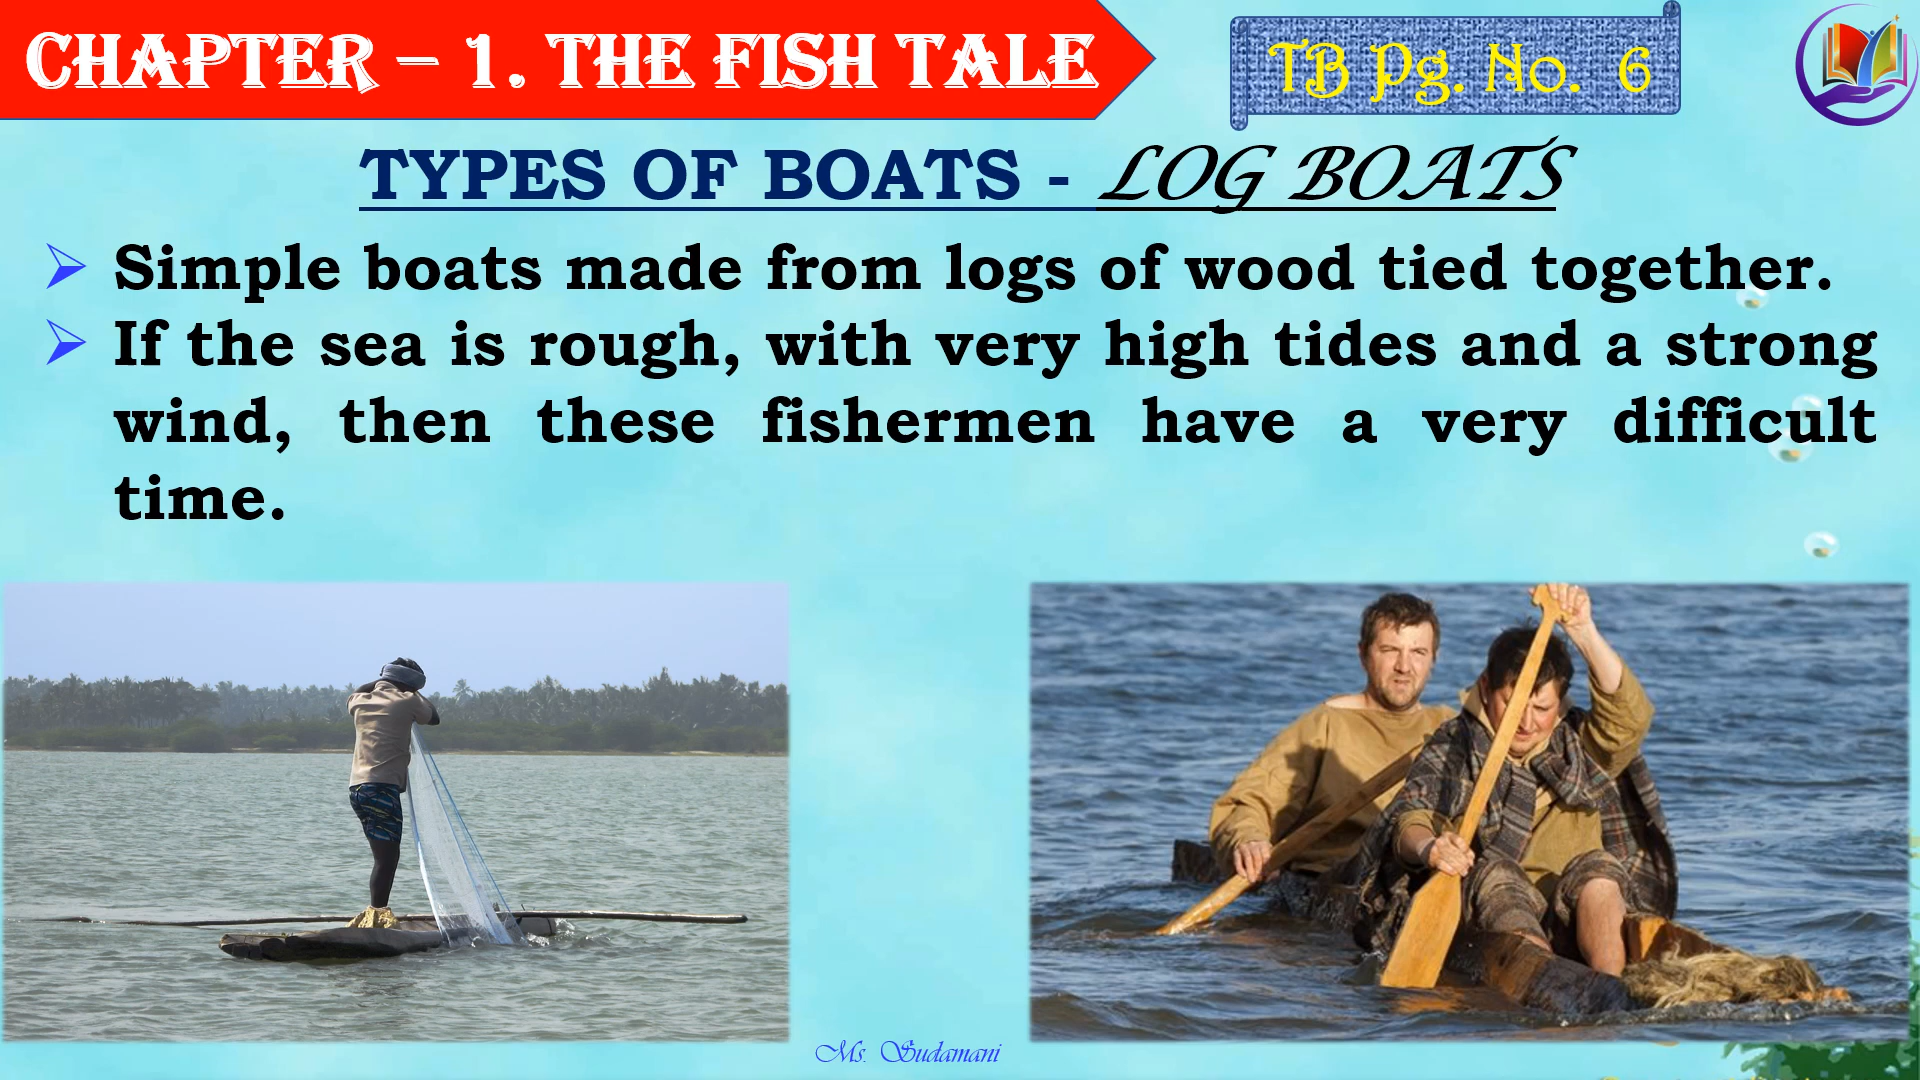 CHAPTER – 1. THE FISH TALE
TB Pg. No. 6
TYPES OF BOATS - LOG BOATS
Simple boats made from logs of wood tied together.
If the sea is rough, with very high tides and a strong
wind, then these fishermen have a very difficult
time.
Ms. Sudamani